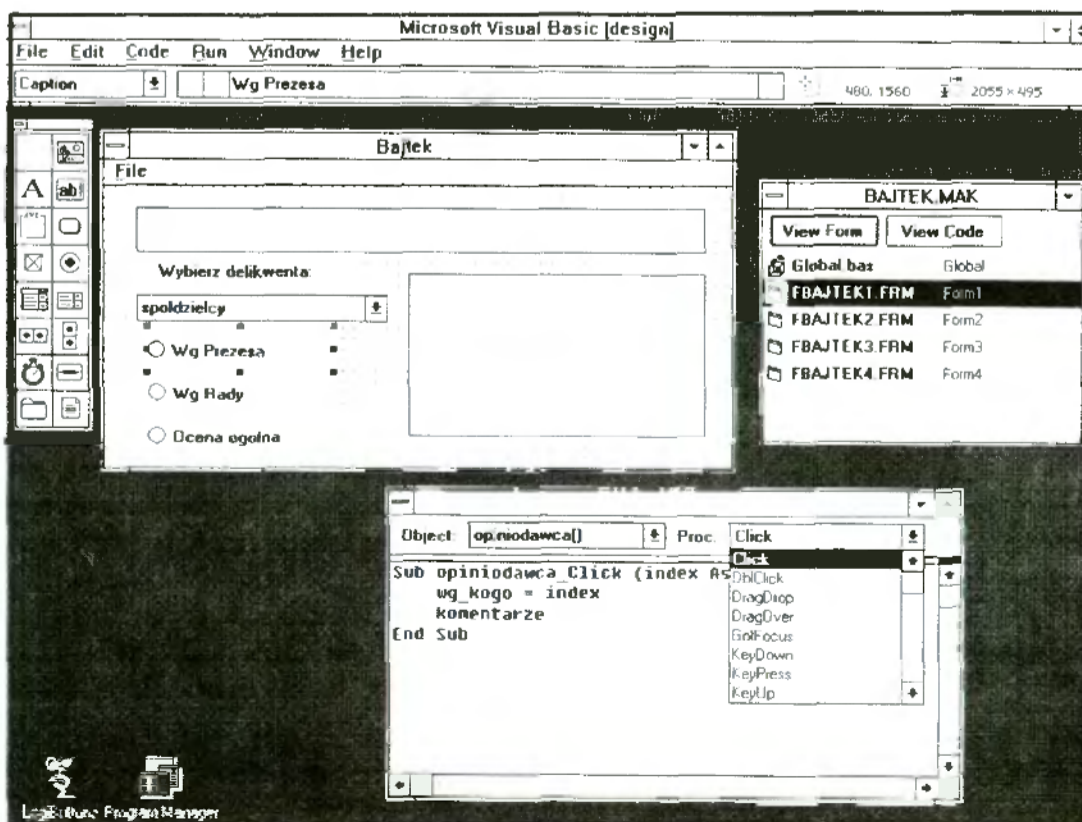 Microsoft Visual Basic [design]
File Edit Code Run Window Help
Caption Wg Prezesa 480, 1560 2055×495
Bajtek
File
A ab
Wybierz delikwenta:
spoldzielcy
Wg Prezesa
Wg Rady
Ocena ogolna
BAJTEK.MAK
View Form View Code
Global.bas Global
FBAJTEK1.FRM Form1
FBAJTEK2.FRM Form2
FBAJTEK3.FRM Form3
FBAJTEK4.FRM Form4
Object: opiniodawca() Proc: Click
Click
DblClick
DragDrop
DragOver
GotFocus
KeyDown
KeyPress
KeyUp
Sub opiniodawca_Click (index As
wg_kogo = index
komentarze
End Sub
Program Manager